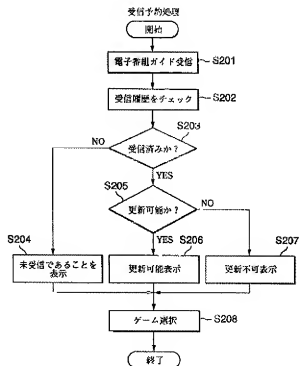 受信予約処理
開始
電子番組ガイド受信
S201
受信履歴をチェック
S202
S203
受信済みか?
NO
YES
S205
更新可能か?
NO
YES
S204
S206
S207
未受信であることを
表示
更新可能表示
更新不可表示
ゲーム選択
S208
終了